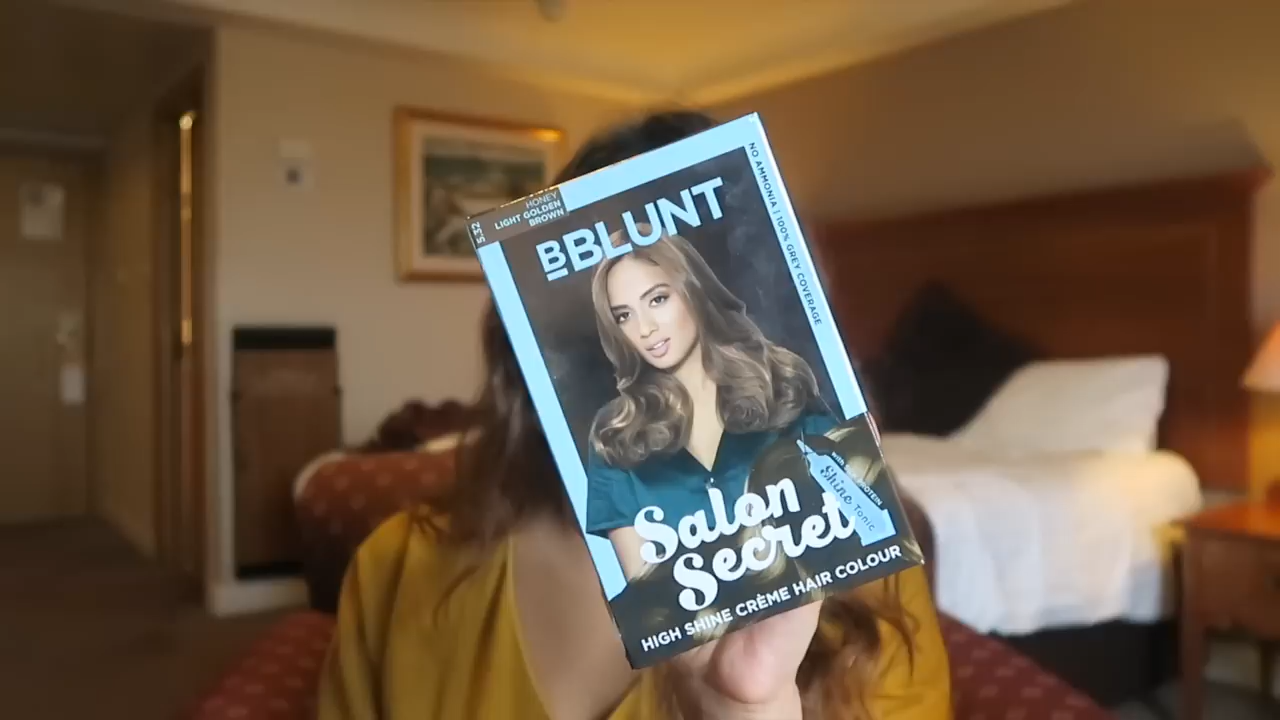 5.32
HONEY
LIGHT GOLDEN
BROWN
NO AMMONIA | 100% GREY COVERAGE
BBLUNT
Shine
Tonic
Salon
Secret
HIGH SHINE CRÈME HAIR COLOUR